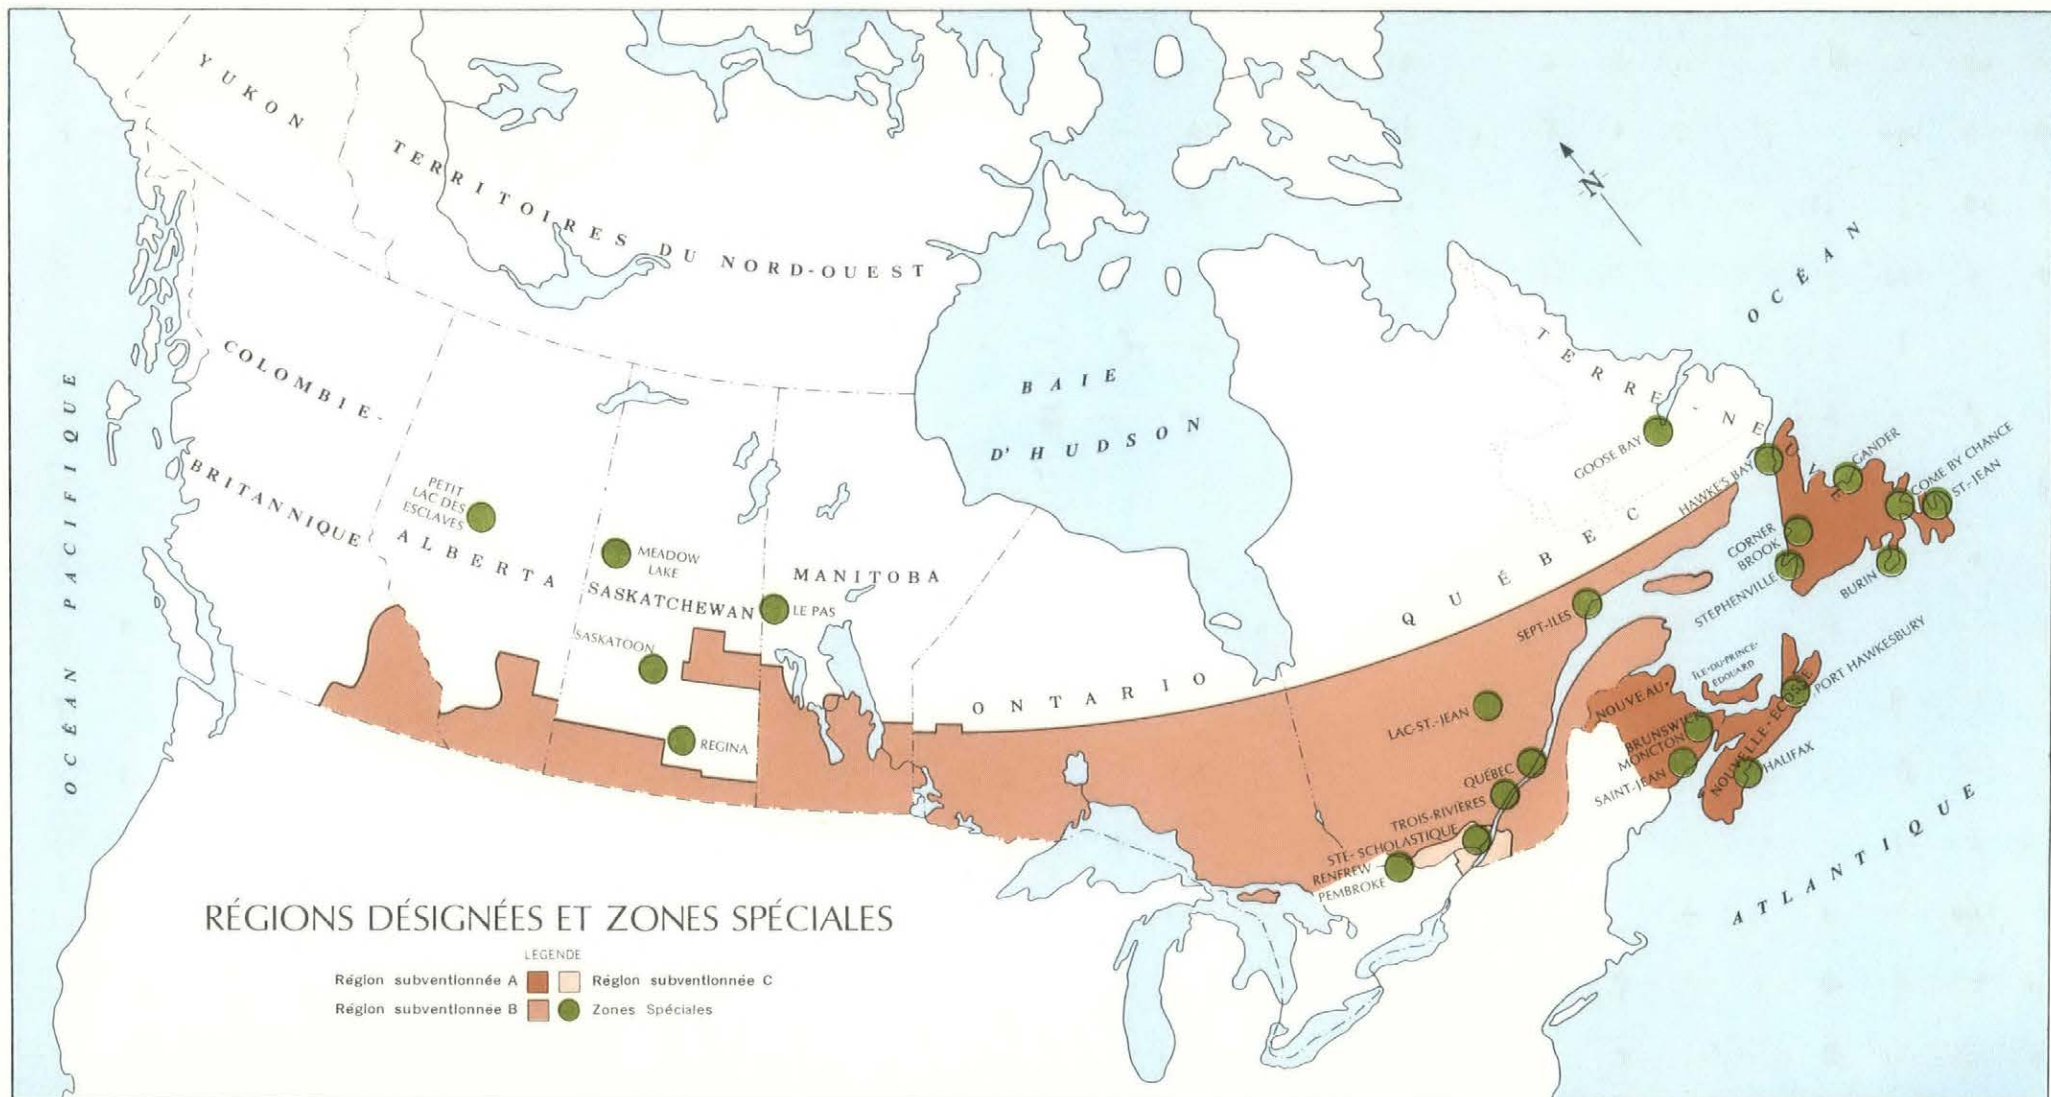 YUKON
TERRITOIRES DU NORD-OUEST
N
OCÉAN
ATLANTIQUE
OCÉAN PACIFIQUE
COLOMBIE-
BRITANNIQUE
BAIE
D'HUDSON
TERRE-NEUVE
PETIT
LAC DES
ESCLAVES
ALBERTA
MEADOW
LAKE
SASKATCHEWAN
SASKATOON
REGINA
MANITOBA
LE PAS
ONTARIO
QUÉBEC
GOOSE BAY
HAWKE'S BAY
GANDER
COME BY CHANCE
ST.-JEAN
CORNER
BROOK
STEPHENVILLE
BURIN
SEPT-ILES
LAC-ST.-JEAN
QUÉBEC
TROIS-RIVIÈRES
STE-SCHOLASTIQUE
RENFREW
PEMBROKE
ÎLE-DU-PRINCE-
EDOUARD
PORT HAWKESBURY
NOUVEAU-
BRUNSWICK
MONCTON
SAINT-JEAN
NOUVELLE-ÉCOSSE
HALIFAX
RÉGIONS DÉSIGNÉES ET ZONES SPÉCIALES
LEGENDE
Région subventionnée A
Région subventionnée C
Région subventionnée B
Zones Spéciales